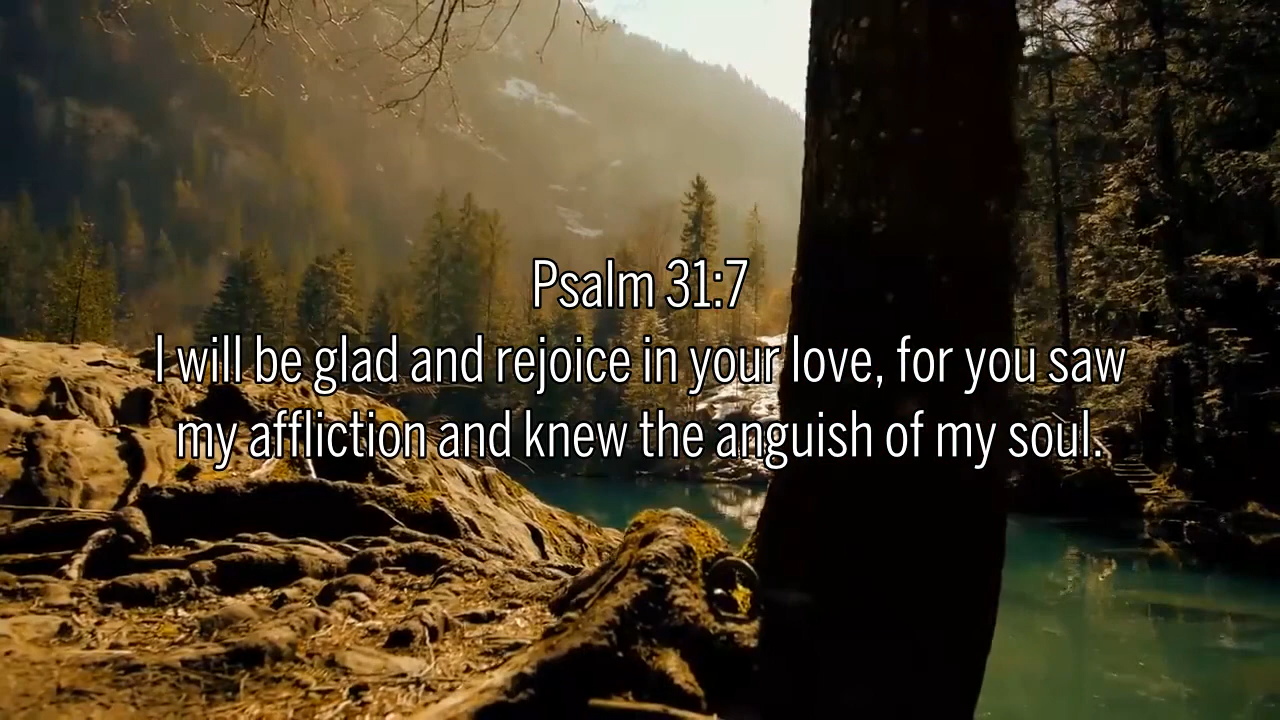 Psalm 31:7
I will be glad and rejoice in your love, for you saw
my affliction and knew the anguish of my soul.